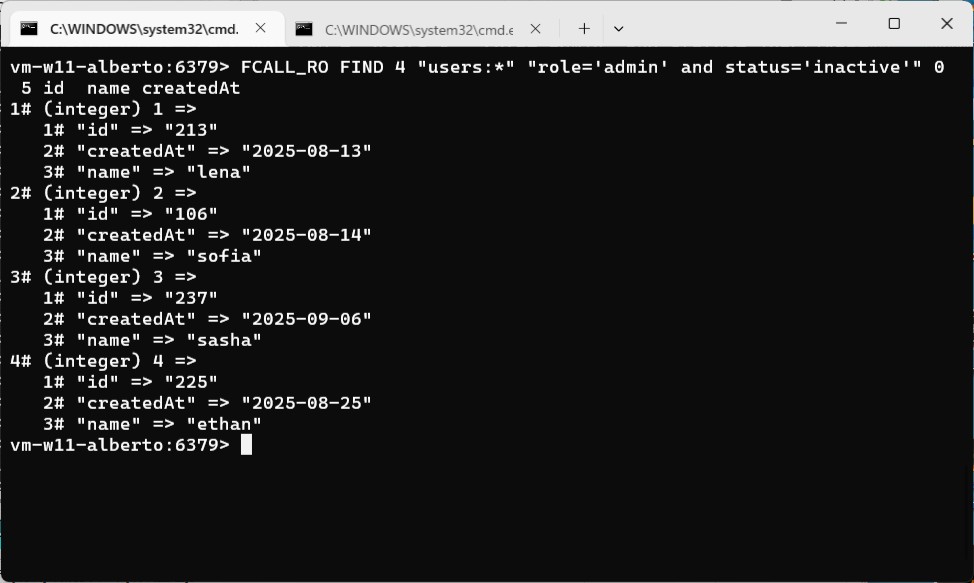 C:\WINDOWS\system32\cmd. C:\WINDOWS\system32\cmd.e
vm-w11-alberto:6379> FCALL_RO FIND 4 "users:*" "role='admin' and status='inactive'" 0
 5 id  name createdAt
1# (integer) 1 =>
   1# "id" => "213"
   2# "createdAt" => "2025-08-13"
   3# "name" => "lena"
2# (integer) 2 =>
   1# "id" => "106"
   2# "createdAt" => "2025-08-14"
   3# "name" => "sofia"
3# (integer) 3 =>
   1# "id" => "237"
   2# "createdAt" => "2025-09-06"
   3# "name" => "sasha"
4# (integer) 4 =>
   1# "id" => "225"
   2# "createdAt" => "2025-08-25"
   3# "name" => "ethan"
vm-w11-alberto:6379>